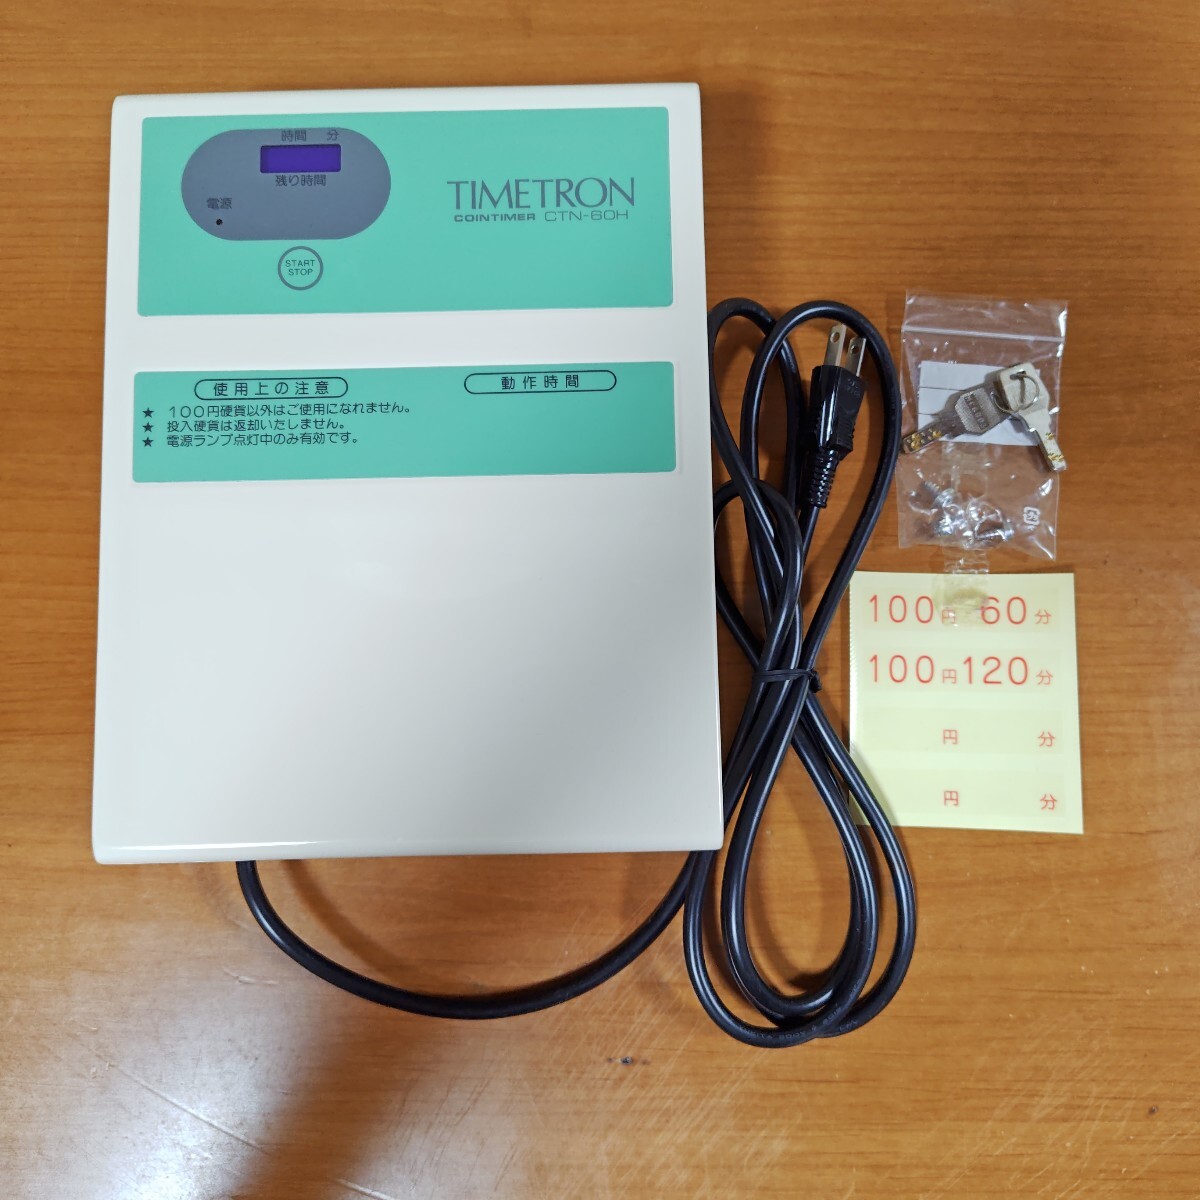 時間 分
残り時間
電源
START
STOP
TIMETRON
COINTIMER CTN-60H
使用上の注意
★ 100円硬貨以外はご使用になれません。
★ 投入硬貨は返却いたしません。
★ 電源ランプ点灯中のみ有効です。
動作時間
100円 60分
100円120分
円 分
円 分